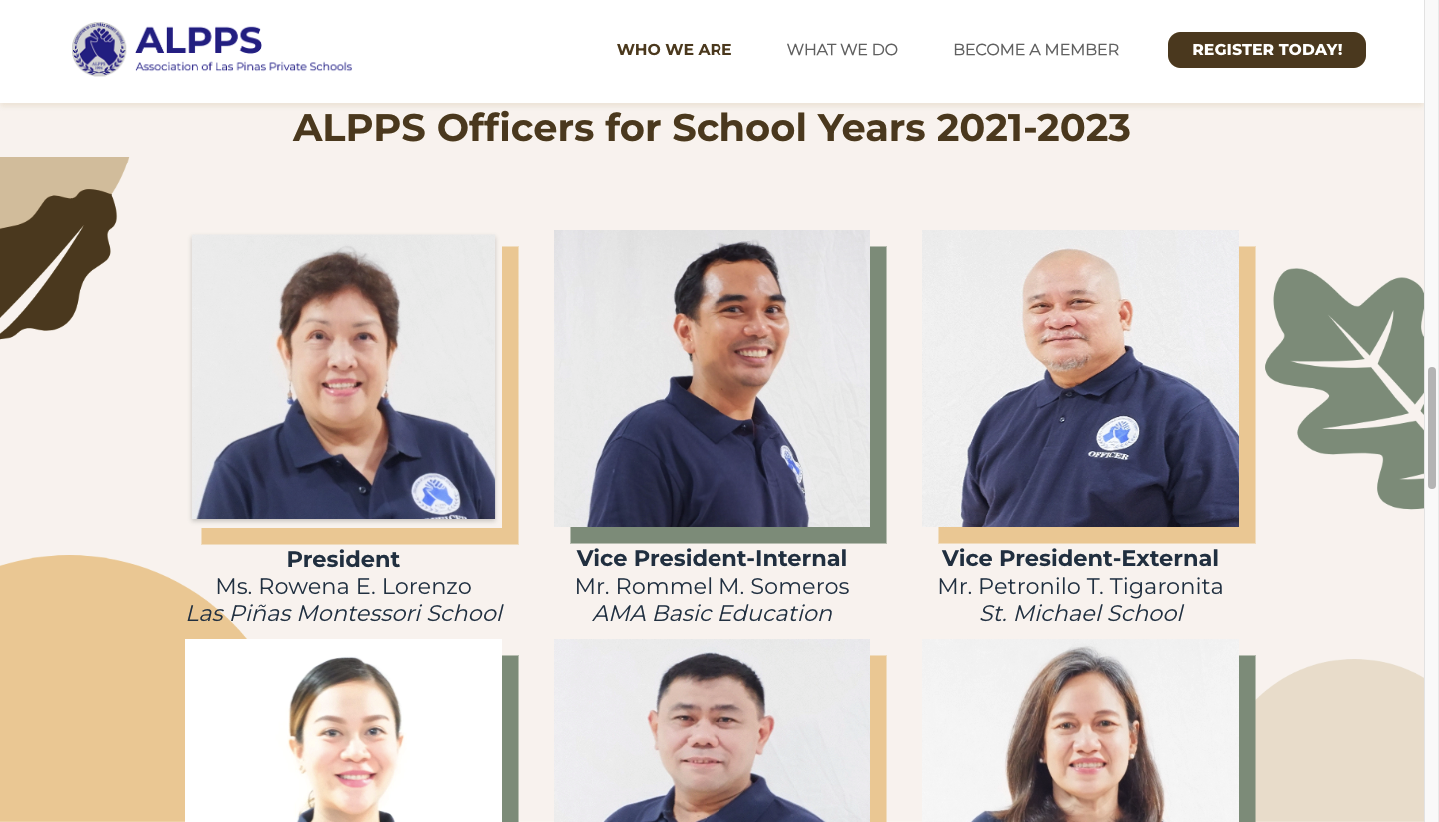 ALPPS
Association of Las Pinas Private Schools
WHO WE ARE
WHAT WE DO
BECOME A MEMBER
REGISTER TODAY!
ALPPS Officers for School Years 2021-2023
OFFICER
OFFICER
President
Ms. Rowena E. Lorenzo
Las Piñas Montessori School
Vice President-Internal
Mr. Rommel M. Someros
AMA Basic Education
Vice President-External
Mr. Petronilo T. Tigaronita
St. Michael School